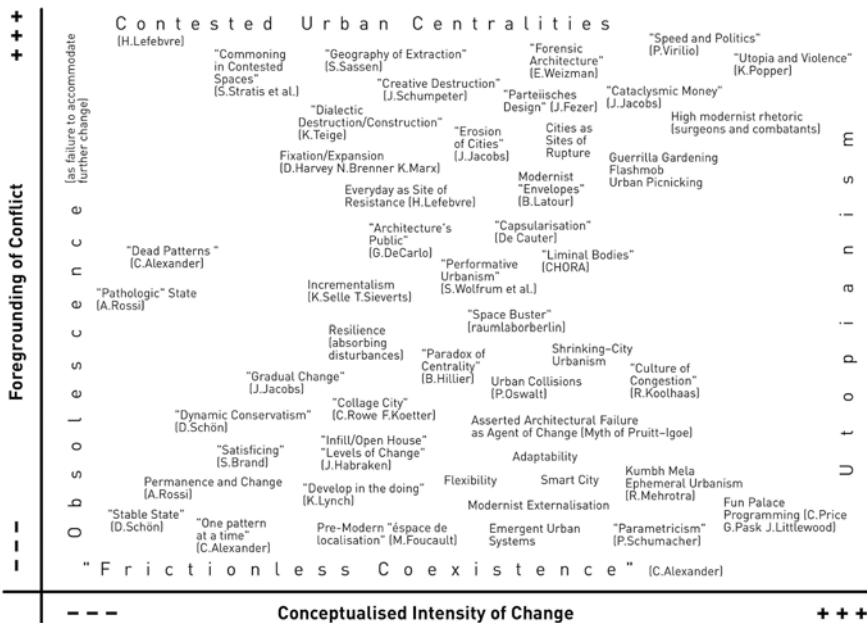 + + +
Contested Urban Centralities
(H.Lefebvre)
"Speed and Politics"
(P.Virilio)
"Commoning
in Contested
Spaces"
(S.Stratis et al.)
"Geography of Extraction"
(S.Sassen)
"Forensic
Architecture"
(E.Weizman)
"Utopia and Violence"
(K.Popper)
"Creative Destruction"
(J.Schumpeter)
"Parteiisches
Design" (J.Fezer)
"Cataclysmic Money"
(J.Jacobs)
"Dialectic
Destruction/Construction"
(K.Teige)
High modernist rhetoric
(surgeons and combatants)
"Erosion
of Cities"
(J.Jacobs)
Cities as
Sites of
Rupture
Fixation/Expansion
(D.Harvey N.Brenner K.Marx)
Guerrilla Gardening
Flashmob
Urban Picnicking
Everyday as Site of
Resistance (H.Lefebvre)
Modernist
"Envelopes"
(B.Latour)
"Architecture's
Public"
(G.DeCarlo)
"Capsularisation"
(De Cauter)
"Dead Patterns "
(C.Alexander)
"Liminal Bodies"
(CHORA)
"Performative
Urbanism"
(S.Wolfrum et al.)
"Pathologic" State
(A.Rossi)
Incrementalism
(K.Selle T.Sieverts)
"Space Buster"
(raumlaborberlin)
Resilience
(absorbing
disturbances)
"Paradox of
Centrality"
(B.Hillier)
Shrinking–City
Urbanism
"Gradual Change"
(J.Jacobs)
Urban Collisions
(P.Oswalt)
"Culture of
Congestion"
(R.Koolhaas)
"Collage City"
(C.Rowe F.Koetter)
"Dynamic Conservatism"
(D.Schön)
Asserted Architectural Failure
as Agent of Change (Myth of Pruitt–Igoe)
"Satisficing"
(S.Brand)
"Infill/Open House"
"Levels of Change"
(J.Habraken)
Adaptability
Permanence and Change
(A.Rossi)
"Develop in the doing"
(K.Lynch)
Flexibility
Smart City
Kumbh Mela
Ephemeral Urbanism
(R.Mehrotra)
Modernist Externalisation
Fun Palace
Programming (C.Price
G.Pask J.Littlewood)
"Stable State"
(D.Schön)
"One pattern
at a time"
(C.Alexander)
Pre-Modern "éspace de
localisation" (M.Foucault)
Emergent Urban
Systems
"Parametricism"
(P.Schumacher)
"Frictionless Coexistence" (C.Alexander)
Obsolescence
(as failure to accommodate
further change)
Utopianism
Foregrounding of Conflict
– – –
– – –
Conceptualised Intensity of Change
+ + +